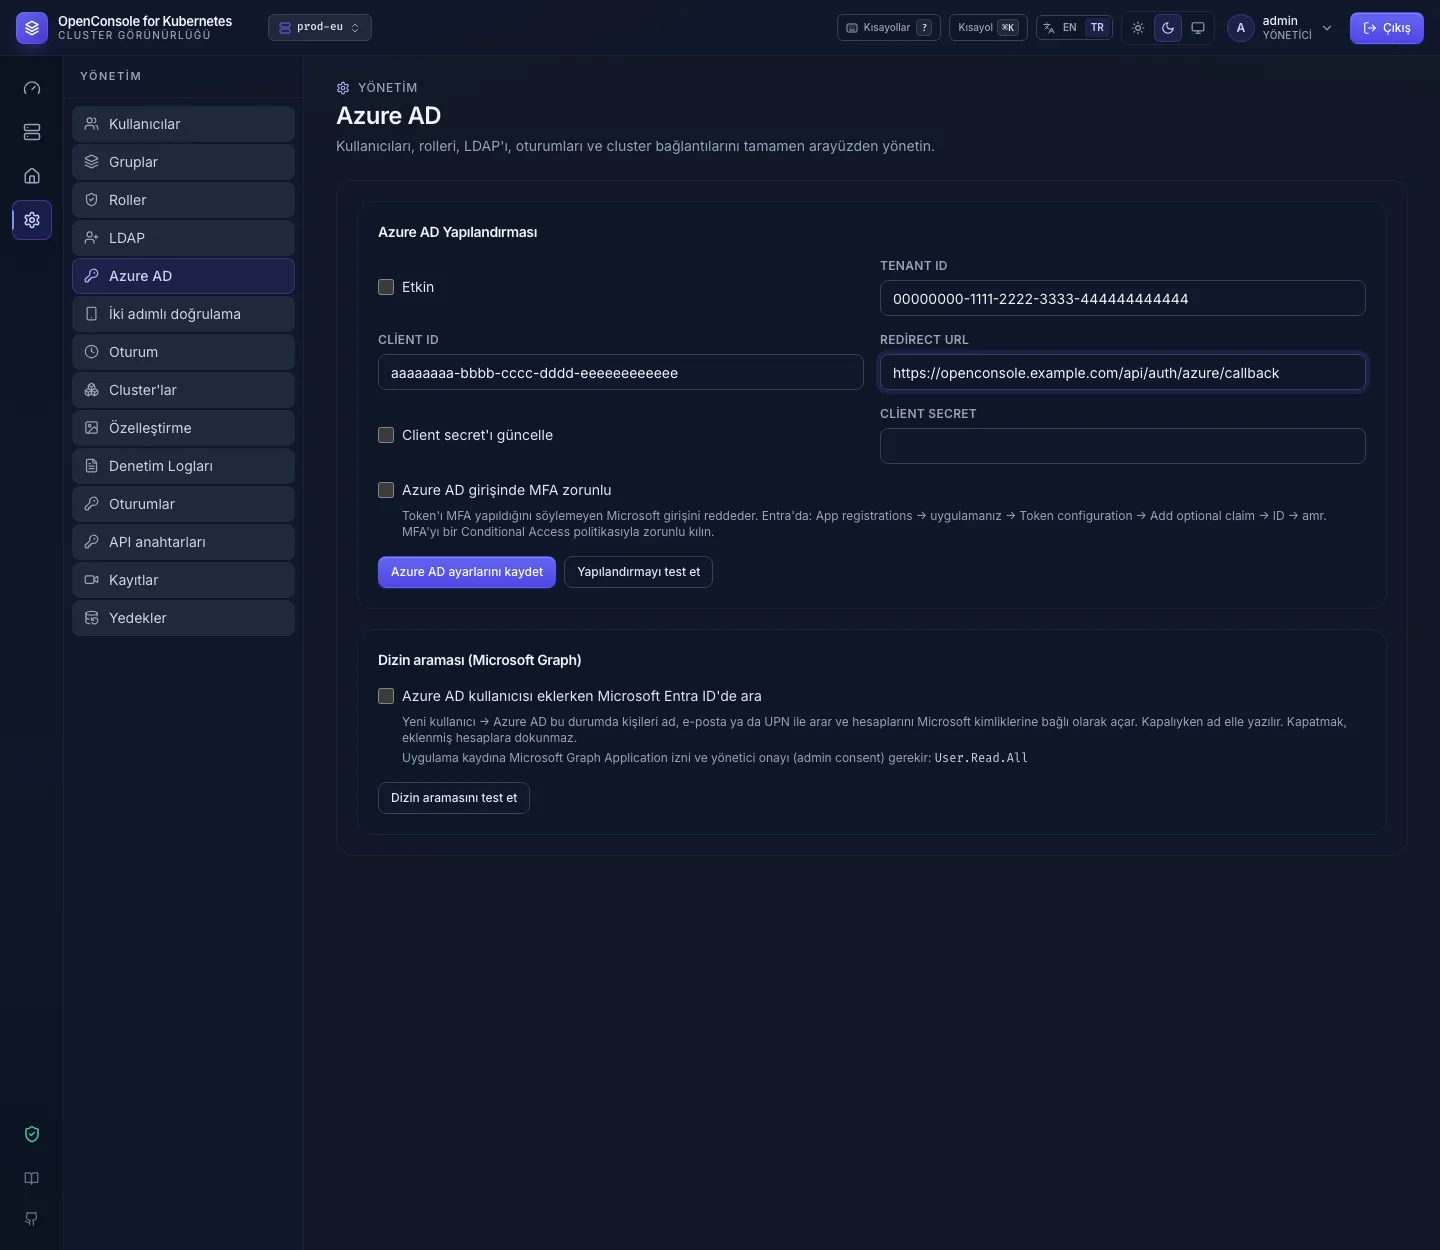 OpenConsole for Kubernetes
CLUSTER GÖRÜNÜRLÜĞÜ
prod-eu
Kısayollar ?
Kısayol ⌘K
EN TR
A
admin
YÖNETİCİ
Çıkış
YÖNETİM
Kullanıcılar
Gruplar
Roller
LDAP
Azure AD
İki adımlı doğrulama
Oturum
Cluster'lar
Özelleştirme
Denetim Logları
Oturumlar
API anahtarları
Kayıtlar
Yedekler
YÖNETİM
Azure AD
Kullanıcıları, rolleri, LDAP'ı, oturumları ve cluster bağlantılarını tamamen arayüzden yönetin.
Azure AD Yapılandırması
Etkin
TENANT ID
00000000-1111-2222-3333-444444444444
CLİENT ID
aaaaaaaa-bbbb-cccc-dddd-eeeeeeeeeeee
REDİRECT URL
https://openconsole.example.com/api/auth/azure/callback
Client secret'ı güncelle
CLİENT SECRET
Azure AD girişinde MFA zorunlu
Token'ı MFA yapıldığını söylemeyen Microsoft girişini reddeder. Entra'da: App registrations → uygulamanız → Token configuration → Add optional claim → ID → amr.
MFA'yı bir Conditional Access politikasıyla zorunlu kılın.
Azure AD ayarlarını kaydet
Yapılandırmayı test et
Dizin araması (Microsoft Graph)
Azure AD kullanıcısı eklerken Microsoft Entra ID'de ara
Yeni kullanıcı → Azure AD bu durumda kişileri ad, e-posta ya da UPN ile arar ve hesaplarını Microsoft kimliklerine bağlı olarak açar. Kapalıyken ad elle yazılır. Kapatmak,
eklenmiş hesaplara dokunmaz.
Uygulama kaydına Microsoft Graph Application izni ve yönetici onayı (admin consent) gerekir: User.Read.All
Dizin aramasını test et